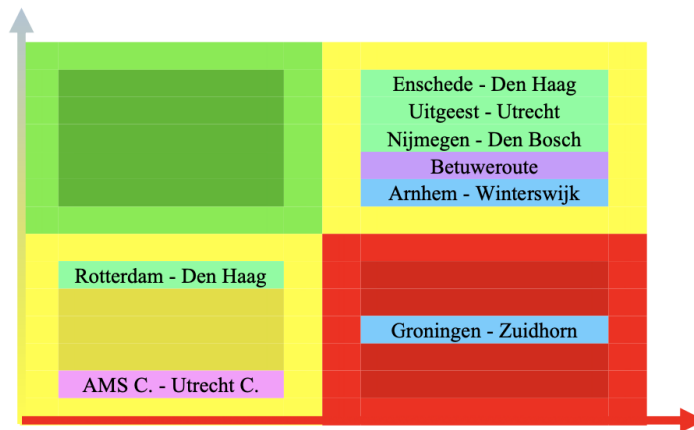 Enschede - Den Haag
Uitgeest - Utrecht
Nijmegen - Den Bosch
Betuweroute
Arnhem - Winterswijk
Rotterdam - Den Haag
Groningen - Zuidhorn
AMS C. - Utrecht C.